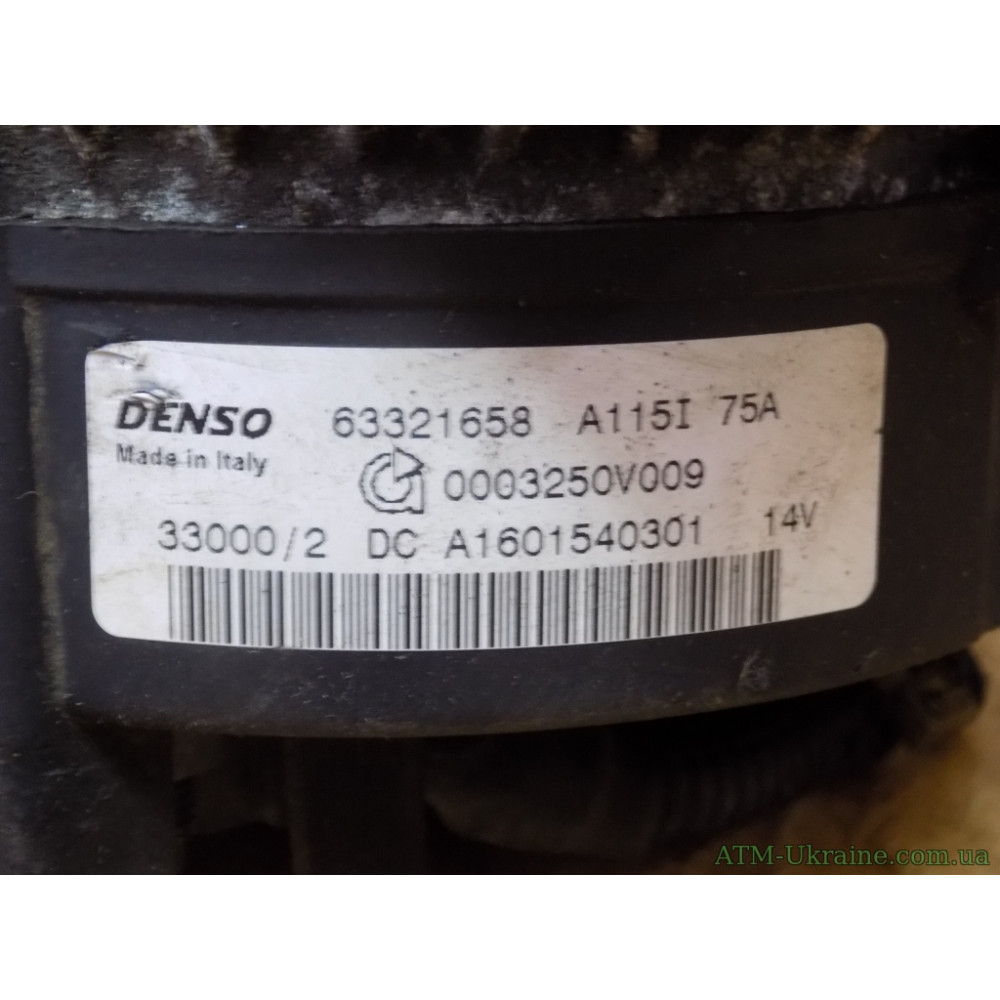 DENSO 63321658 A115I 75A
Made in Italy 0003250V009
33000/2 DC A1601540301 14V
ATM-Ukraine.com.ua